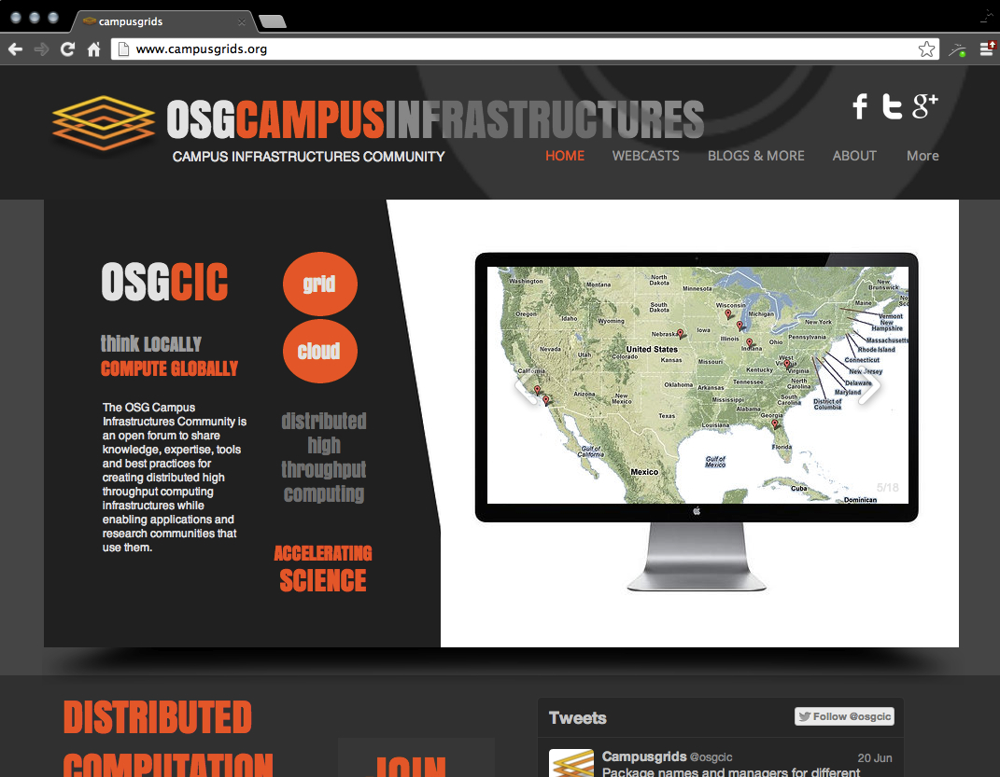 campusgrids
www.campusgrids.org
OSGCAMPUSINFRASTRUCTURES
CAMPUS INFRASTRUCTURES COMMUNITY
HOME WEBCASTS BLOGS & MORE ABOUT More
OSGCIC
think LOCALLY
COMPUTE GLOBALLY
The OSG Campus
Infrastructures Community is
an open forum to share
knowledge, expertise, tools
and best practices for
creating distributed high
throughput computing
infrastructures while
enabling applications and
research communities that
use them.
grid
cloud
distributed
high
throughput
computing
ACCELERATING
SCIENCE
Washington
Montana
North
Dakota
Minnesota
New
Brunswick
Maine
Oregon
Idaho
Wyoming
South
Dakota
Wisconsin
Michigan
New York
Vermont
New
Hampshire
Massachusetts
Rhode Island
Connecticut
New Jersey
Delaware
Maryland
District of
Columbia
Nebraska
Iowa
Illinois
Indiana
Ohio
Pennsylvania
Nevada
Utah
Colorado
United States
Kansas
Missouri
West
Virginia
Virginia
Kentucky
California
Arizona
New
Mexico
Oklahoma
Arkansas
Tennessee
North
Carolina
South
Carolina
Mississippi
Alabama
Georgia
Texas
Louisiana
Florida
Gulf of
California
Gulf of
Mexico
Mexico
Cuba
Dominican
5/18
DISTRIBUTED
COMPUTATION
JOIN
Tweets
Follow @osgcic
Campusgrids @osgcic 20 Jun
Package names and managers for different